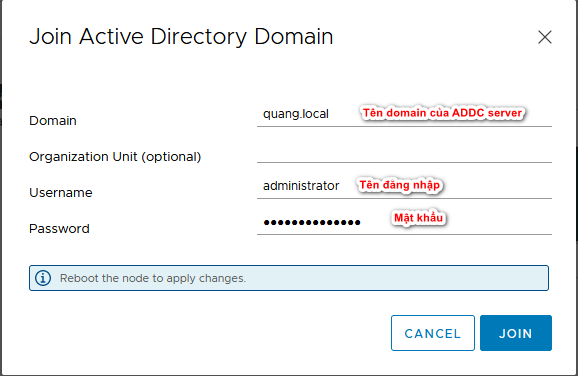 Join Active Directory Domain
Domain quang.local Tên domain của ADDC server
Organization Unit (optional)
Username administrator Tên đăng nhập
Password ●●●●●●●●●●●●●● Mật khẩu
Reboot the node to apply changes.
CANCEL JOIN